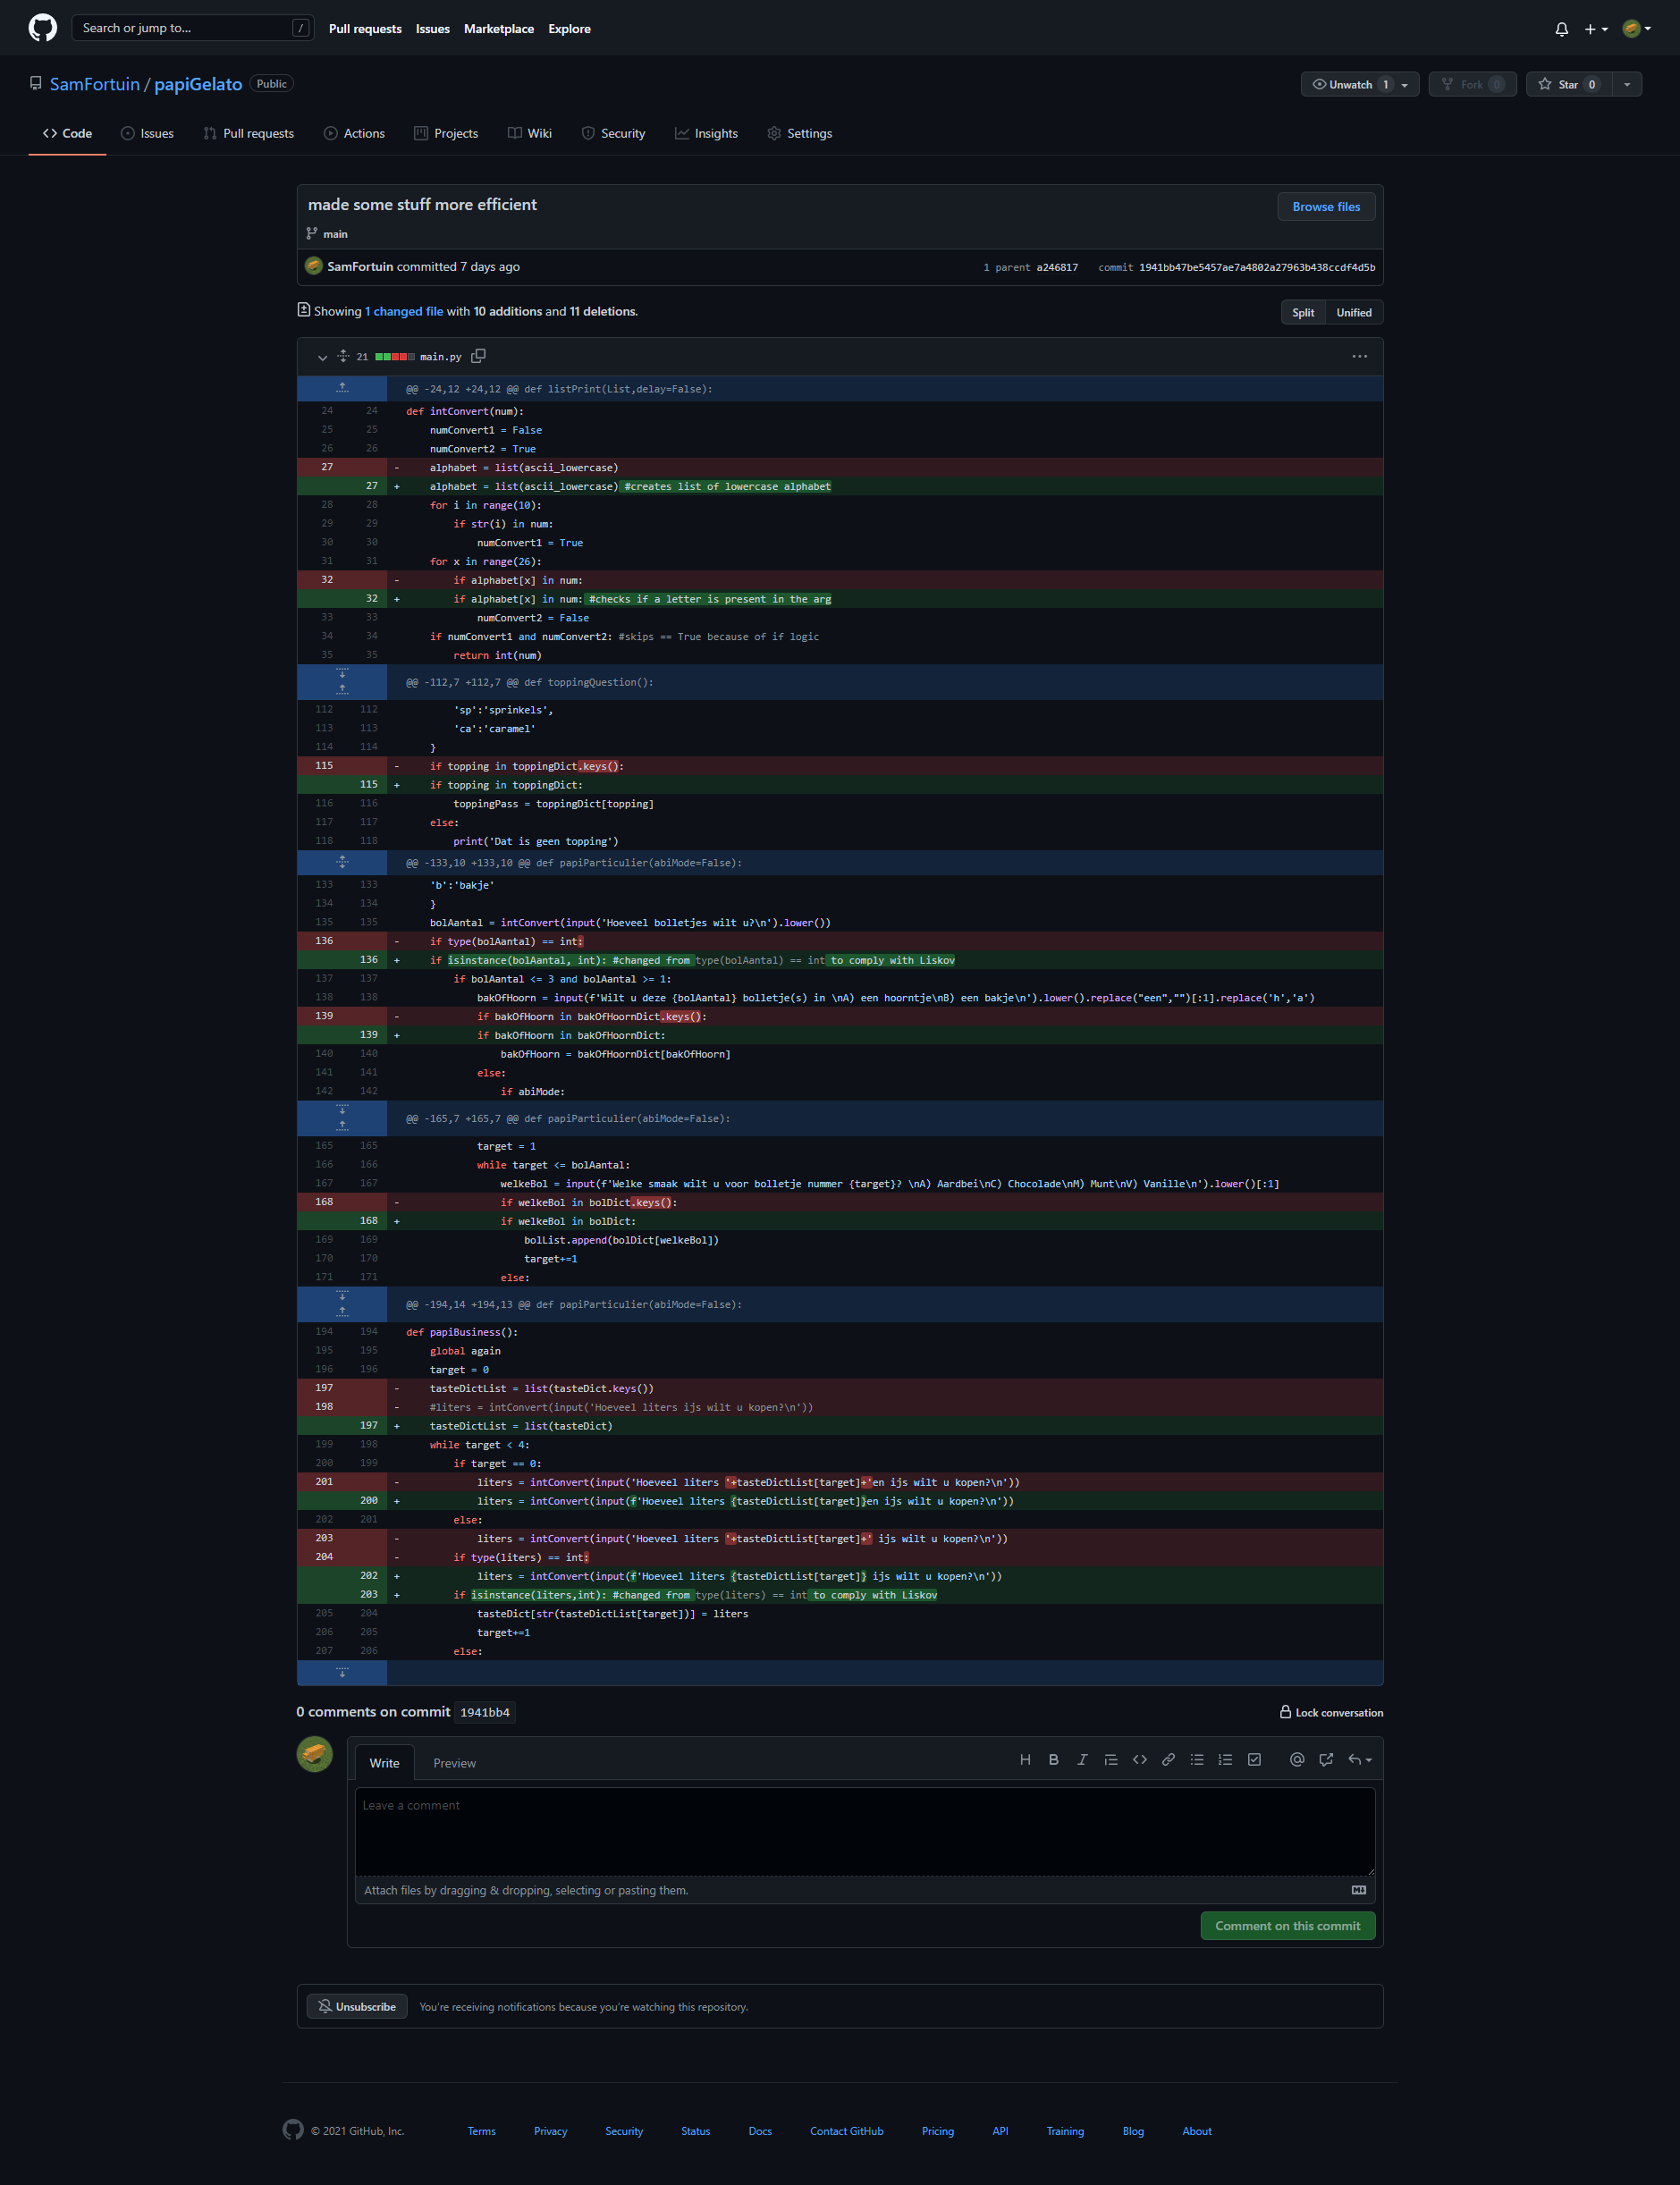 Search or jump to... /
Pull requests Issues Marketplace Explore
SamFortuin / papiGelato Public
Unwatch 1 Fork 0 Star 0
Code Issues Pull requests Actions Projects Wiki Security Insights Settings
made some stuff more efficient
Browse files
main
SamFortuin committed 7 days ago
1 parent a246817 commit 1941bb47be5457ae7a4802a27963b438ccdf4d5b
Showing 1 changed file with 10 additions and 11 deletions.
Split Unified
21 main.py
@@ -24,12 +24,12 @@ def listPrint(List,delay=False):
24 24 def intConvert(num):
25 25 numConvert1 = False
26 26 numConvert2 = True
27 - alphabet = list(ascii_lowercase)
27 + alphabet = list(ascii_lowercase) #creates list of lowercase alphabet
28 28 for i in range(10):
29 29 if str(i) in num:
30 30 numConvert1 = True
31 31 for x in range(26):
32 - if alphabet[x] in num:
32 + if alphabet[x] in num: #checks if a letter is present in the arg
33 33 numConvert2 = False
34 34 if numConvert1 and numConvert2: #skips == True because of if logic
35 35 return int(num)
@@ -112,7 +112,7 @@ def toppingQuestion():
112 112 'sp':'sprinkels',
113 113 'ca':'caramel'
114 114 }
115 - if topping in toppingDict.keys():
115 + if topping in toppingDict:
116 116 toppingPass = toppingDict[topping]
117 117 else:
118 118 print('Dat is geen topping')
@@ -133,10 +133,10 @@ def papiParticulier(abiMode=False):
133 133 'b':'bakje'
134 134 }
135 135 bolAantal = intConvert(input('Hoeveel bolletjes wilt u?\n').lower())
136 - if type(bolAantal) == int:
136 + if isinstance(bolAantal, int): #changed from type(bolAantal) == int to comply with Liskov
137 137 if bolAantal <= 3 and bolAantal >= 1:
138 138 bakOfHoorn = input(f'Wilt u deze {bolAantal} bolletje(s) in \nA) een hoorntje\nB) een bakje\n').lower().replace("een","")[:1].replace('h','a')
139 - if bakOfHoorn in bakOfHoornDict.keys():
139 + if bakOfHoorn in bakOfHoornDict:
140 140 bakOfHoorn = bakOfHoornDict[bakOfHoorn]
141 141 else:
142 142 if abiMode:
@@ -165,7 +165,7 @@ def papiParticulier(abiMode=False):
165 165 target = 1
166 166 while target <= bolAantal:
167 167 welkeBol = input(f'Welke smaak wilt u voor bolletje nummer {target}? \nA) Aardbei\nC) Chocolade\nM) Munt\nV) Vanille\n').lower()[:1]
168 - if welkeBol in bolDict.keys():
168 + if welkeBol in bolDict:
169 169 bolList.append(bolDict[welkeBol])
170 170 target+=1
171 171 else:
@@ -194,14 +194,13 @@ def papiParticulier(abiMode=False):
194 194 def papiBusiness():
195 195 global again
196 196 target = 0
197 - tasteDictList = list(tasteDict.keys())
198 - #liters = intConvert(input('Hoeveel liters ijs wilt u kopen?\n'))
197 + tasteDictList = list(tasteDict)
199 198 while target < 4:
200 199 if target == 0:
201 - liters = intConvert(input('Hoeveel liters '+tasteDictList[target]+'en ijs wilt u kopen?\n'))
200 + liters = intConvert(input(f'Hoeveel liters {tasteDictList[target]}en ijs wilt u kopen?\n'))
202 201 else:
203 - liters = intConvert(input('Hoeveel liters '+tasteDictList[target]+' ijs wilt u kopen?\n'))
204 - if type(liters) == int:
202 + liters = intConvert(input(f'Hoeveel liters {tasteDictList[target]} ijs wilt u kopen?\n'))
203 + if isinstance(liters,int): #changed from type(liters) == int to comply with Liskov
205 204 tasteDict[str(tasteDictList[target])] = liters
206 205 target+=1
207 206 else:
0 comments on commit 1941bb4
Lock conversation
Write Preview
Leave a comment
Attach files by dragging & dropping, selecting or pasting them.
Comment on this commit
Unsubscribe You're receiving notifications because you're watching this repository.
© 2021 GitHub, Inc. Terms Privacy Security Status Docs Contact GitHub Pricing API Training Blog About